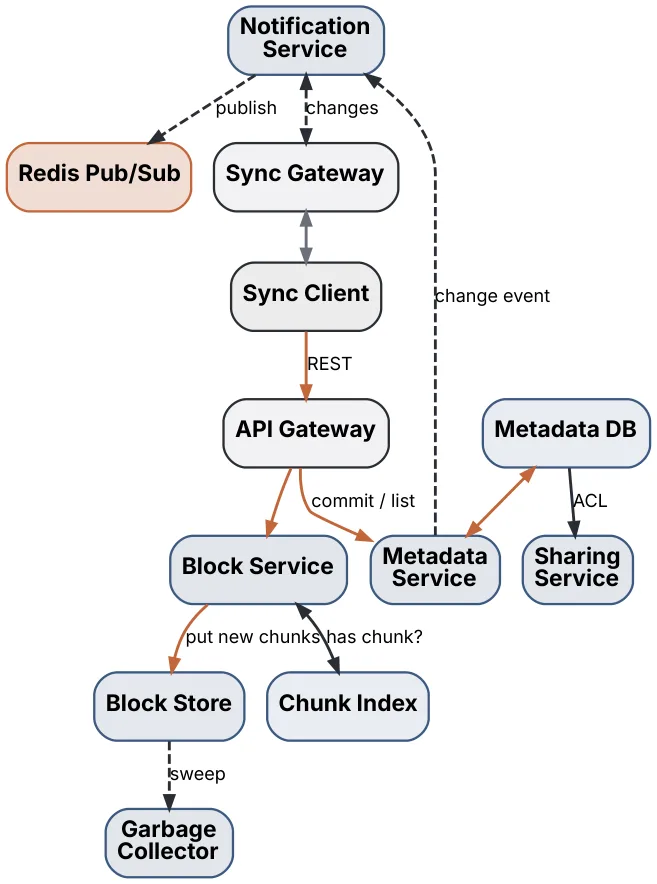 Notification
Service
publish
changes
Redis Pub/Sub
Sync Gateway
Sync Client
change event
REST
API Gateway
Metadata DB
commit / list
ACL
Block Service
Metadata
Service
Sharing
Service
put new chunks
has chunk?
Block Store
Chunk Index
sweep
Garbage
Collector